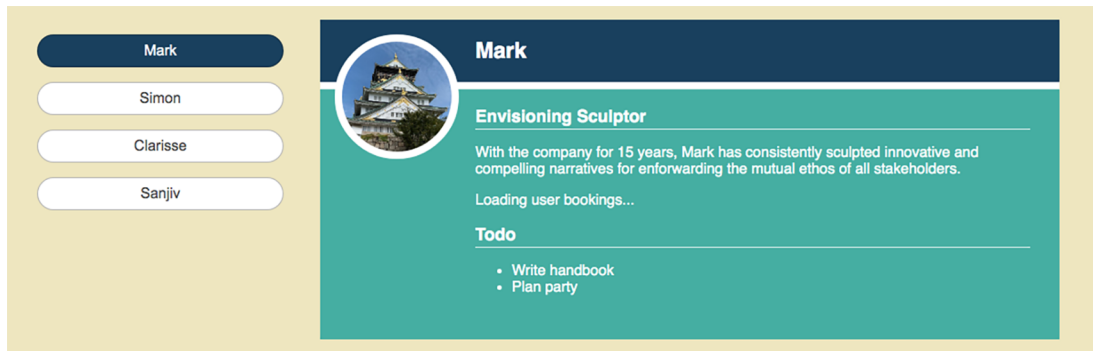 Mark
Simon
Clarisse
Sanjiv
Mark
Envisioning Sculptor
With the company for 15 years, Mark has consistently sculpted innovative and
compelling narratives for enforwarding the mutual ethos of all stakeholders.
Loading user bookings...
Todo
• Write handbook
• Plan party